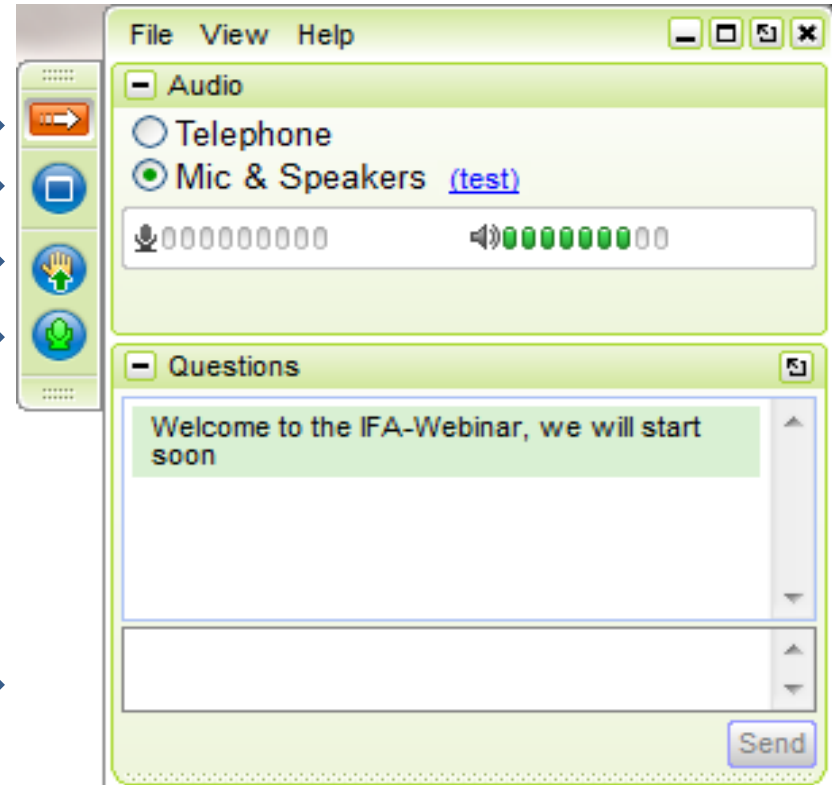 File View Help
Audio
Telephone
Mic & Speakers (test)
Questions
Welcome to the IFA-Webinar, we will start
soon
Send